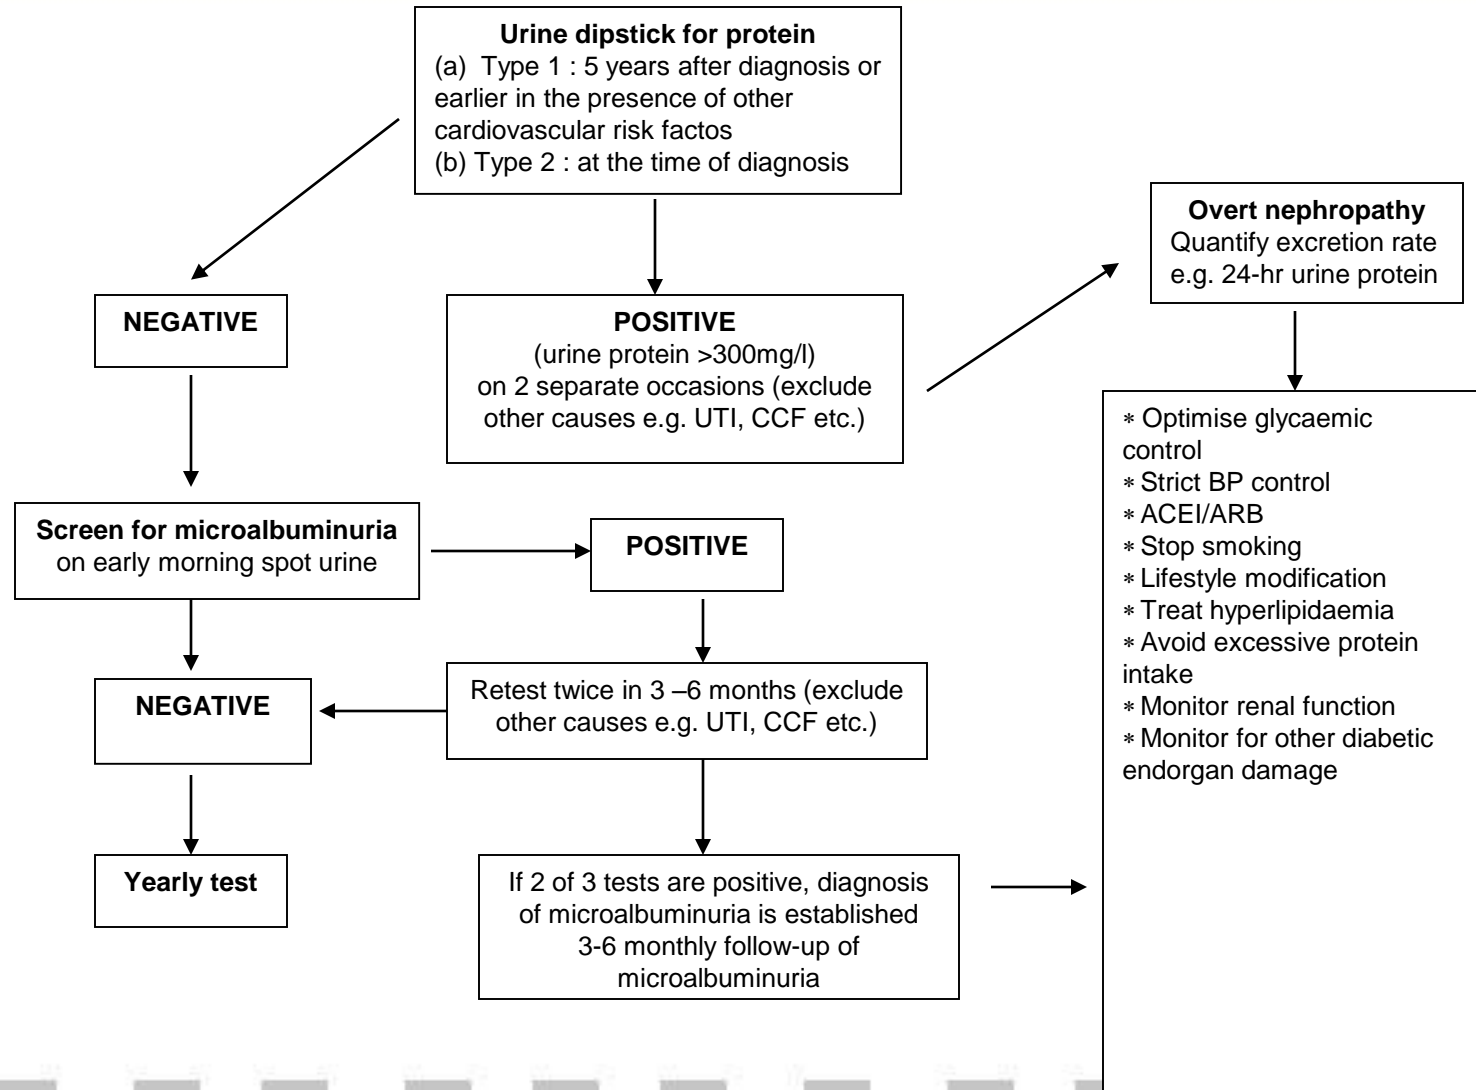 Urine dipstick for protein
(a) Type 1 : 5 years after diagnosis or
earlier in the presence of other
cardiovascular risk factos
(b) Type 2 : at the time of diagnosis
NEGATIVE
POSITIVE
(urine protein >300mg/l)
on 2 separate occasions (exclude
other causes e.g. UTI, CCF etc.)
Overt nephropathy
Quantify excretion rate
e.g. 24-hr urine protein
Screen for microalbuminuria
on early morning spot urine
POSITIVE
NEGATIVE
Retest twice in 3 –6 months (exclude
other causes e.g. UTI, CCF etc.)
Yearly test
If 2 of 3 tests are positive, diagnosis
of microalbuminuria is established
3-6 monthly follow-up of
microalbuminuria
∗ Optimise glycaemic
control
∗ Strict BP control
∗ ACEI/ARB
∗ Stop smoking
∗ Lifestyle modification
∗ Treat hyperlipidaemia
∗ Avoid excessive protein
intake
∗ Monitor renal function
∗ Monitor for other diabetic
endorgan damage